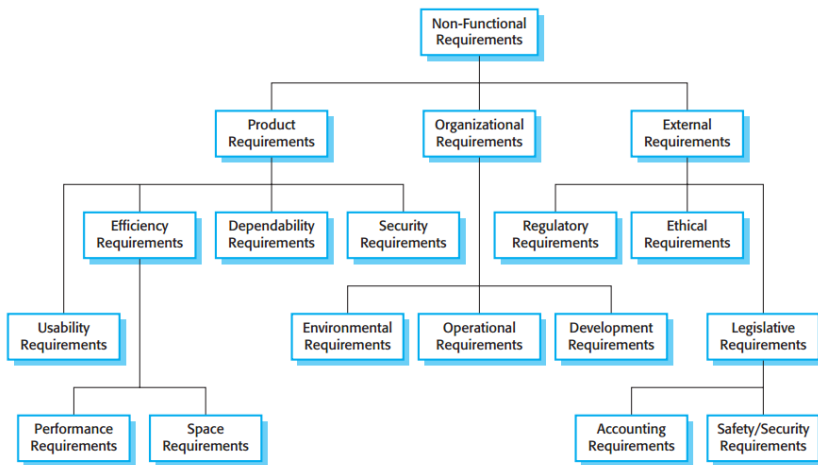 Non-Functional
Requirements
Product
Requirements
Organizational
Requirements
External
Requirements
Efficiency
Requirements
Dependability
Requirements
Security
Requirements
Regulatory
Requirements
Ethical
Requirements
Usability
Requirements
Environmental
Requirements
Operational
Requirements
Development
Requirements
Legislative
Requirements
Performance
Requirements
Space
Requirements
Accounting
Requirements
Safety/Security
Requirements